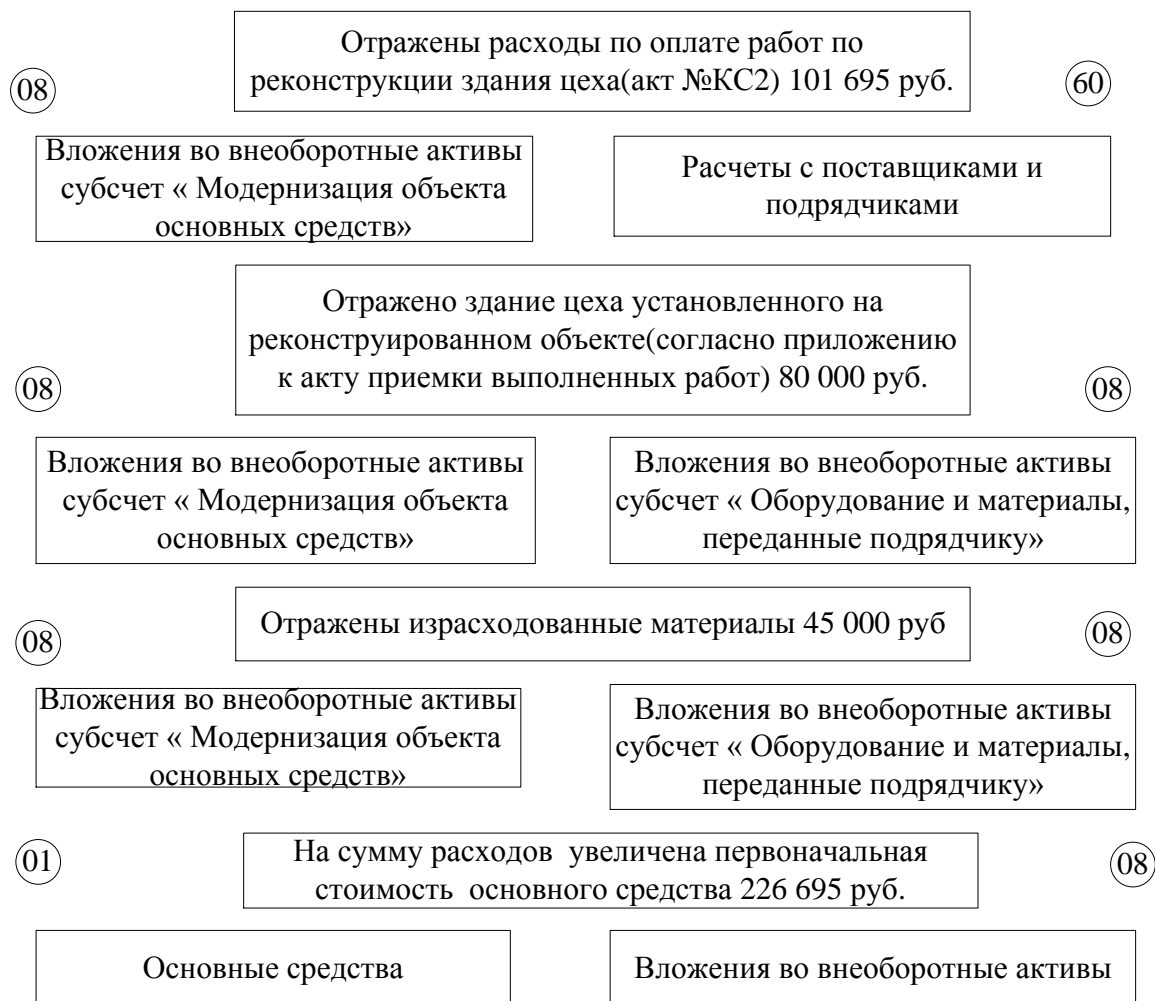 Отражены расходы по оплате работ по
реконструкции здания цеха(акт №КС2) 101 695 руб.
08
60
Вложения во внеоборотные активы
субсчет « Модернизация объекта
основных средств»
Расчеты с поставщиками и
подрядчиками
Отражено здание цеха установленного на
реконструированном объекте(согласно приложению
к акту приемки выполненных работ) 80 000 руб.
08
08
Вложения во внеоборотные активы
субсчет « Модернизация объекта
основных средств»
Вложения во внеоборотные активы
субсчет « Оборудование и материалы,
переданные подрядчику»
Отражены израсходованные материалы 45 000 руб
08
08
Вложения во внеоборотные активы
субсчет « Модернизация объекта
основных средств»
Вложения во внеоборотные активы
субсчет « Оборудование и материалы,
переданные подрядчику»
01
На сумму расходов увеличена первоначальная
стоимость основного средства 226 695 руб.
08
Основные средства
Вложения во внеоборотные активы